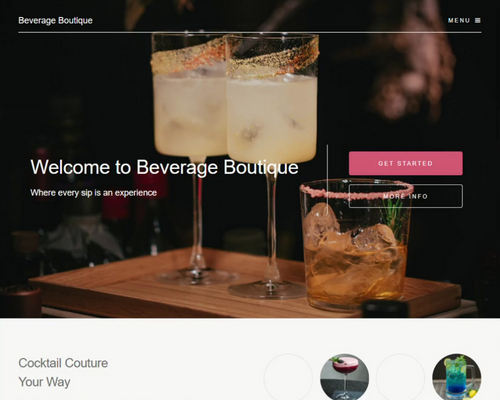 Beverage Boutique
MENU
Welcome to Beverage Boutique
Where every sip is an experience
GET STARTED
MORE INFO
Cocktail Couture
Your Way